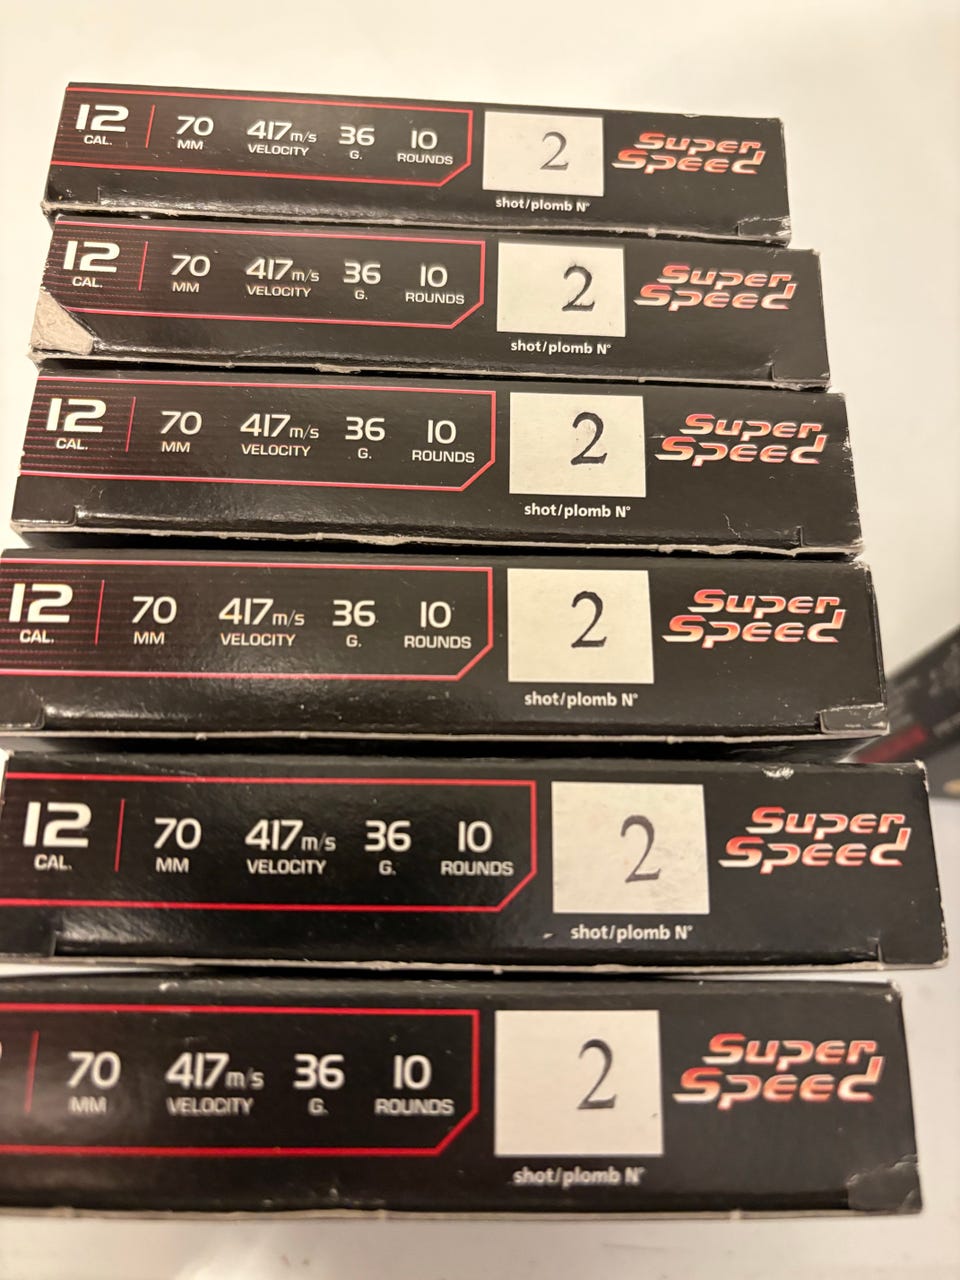 12 70 417m/s 36 10 2 Super
CAL. MM VELOCITY G. ROUNDS Speed
shot/plomb N°
12 70 417m/s 36 10 2 Super
CAL. MM VELOCITY G. ROUNDS Speed
shot/plomb N°
12 70 417m/s 36 10 2 Super
CAL. MM VELOCITY G. ROUNDS Speed
shot/plomb N°
12 70 417m/s 36 10 2 Super
CAL. MM VELOCITY G. ROUNDS Speed
shot/plomb N°
12 70 417m/s 36 10 2 Super
CAL. MM VELOCITY G. ROUNDS Speed
shot/plomb N°
70 417m/s 36 10 2 Super
MM VELOCITY G. ROUNDS Speed
shot/plomb N°